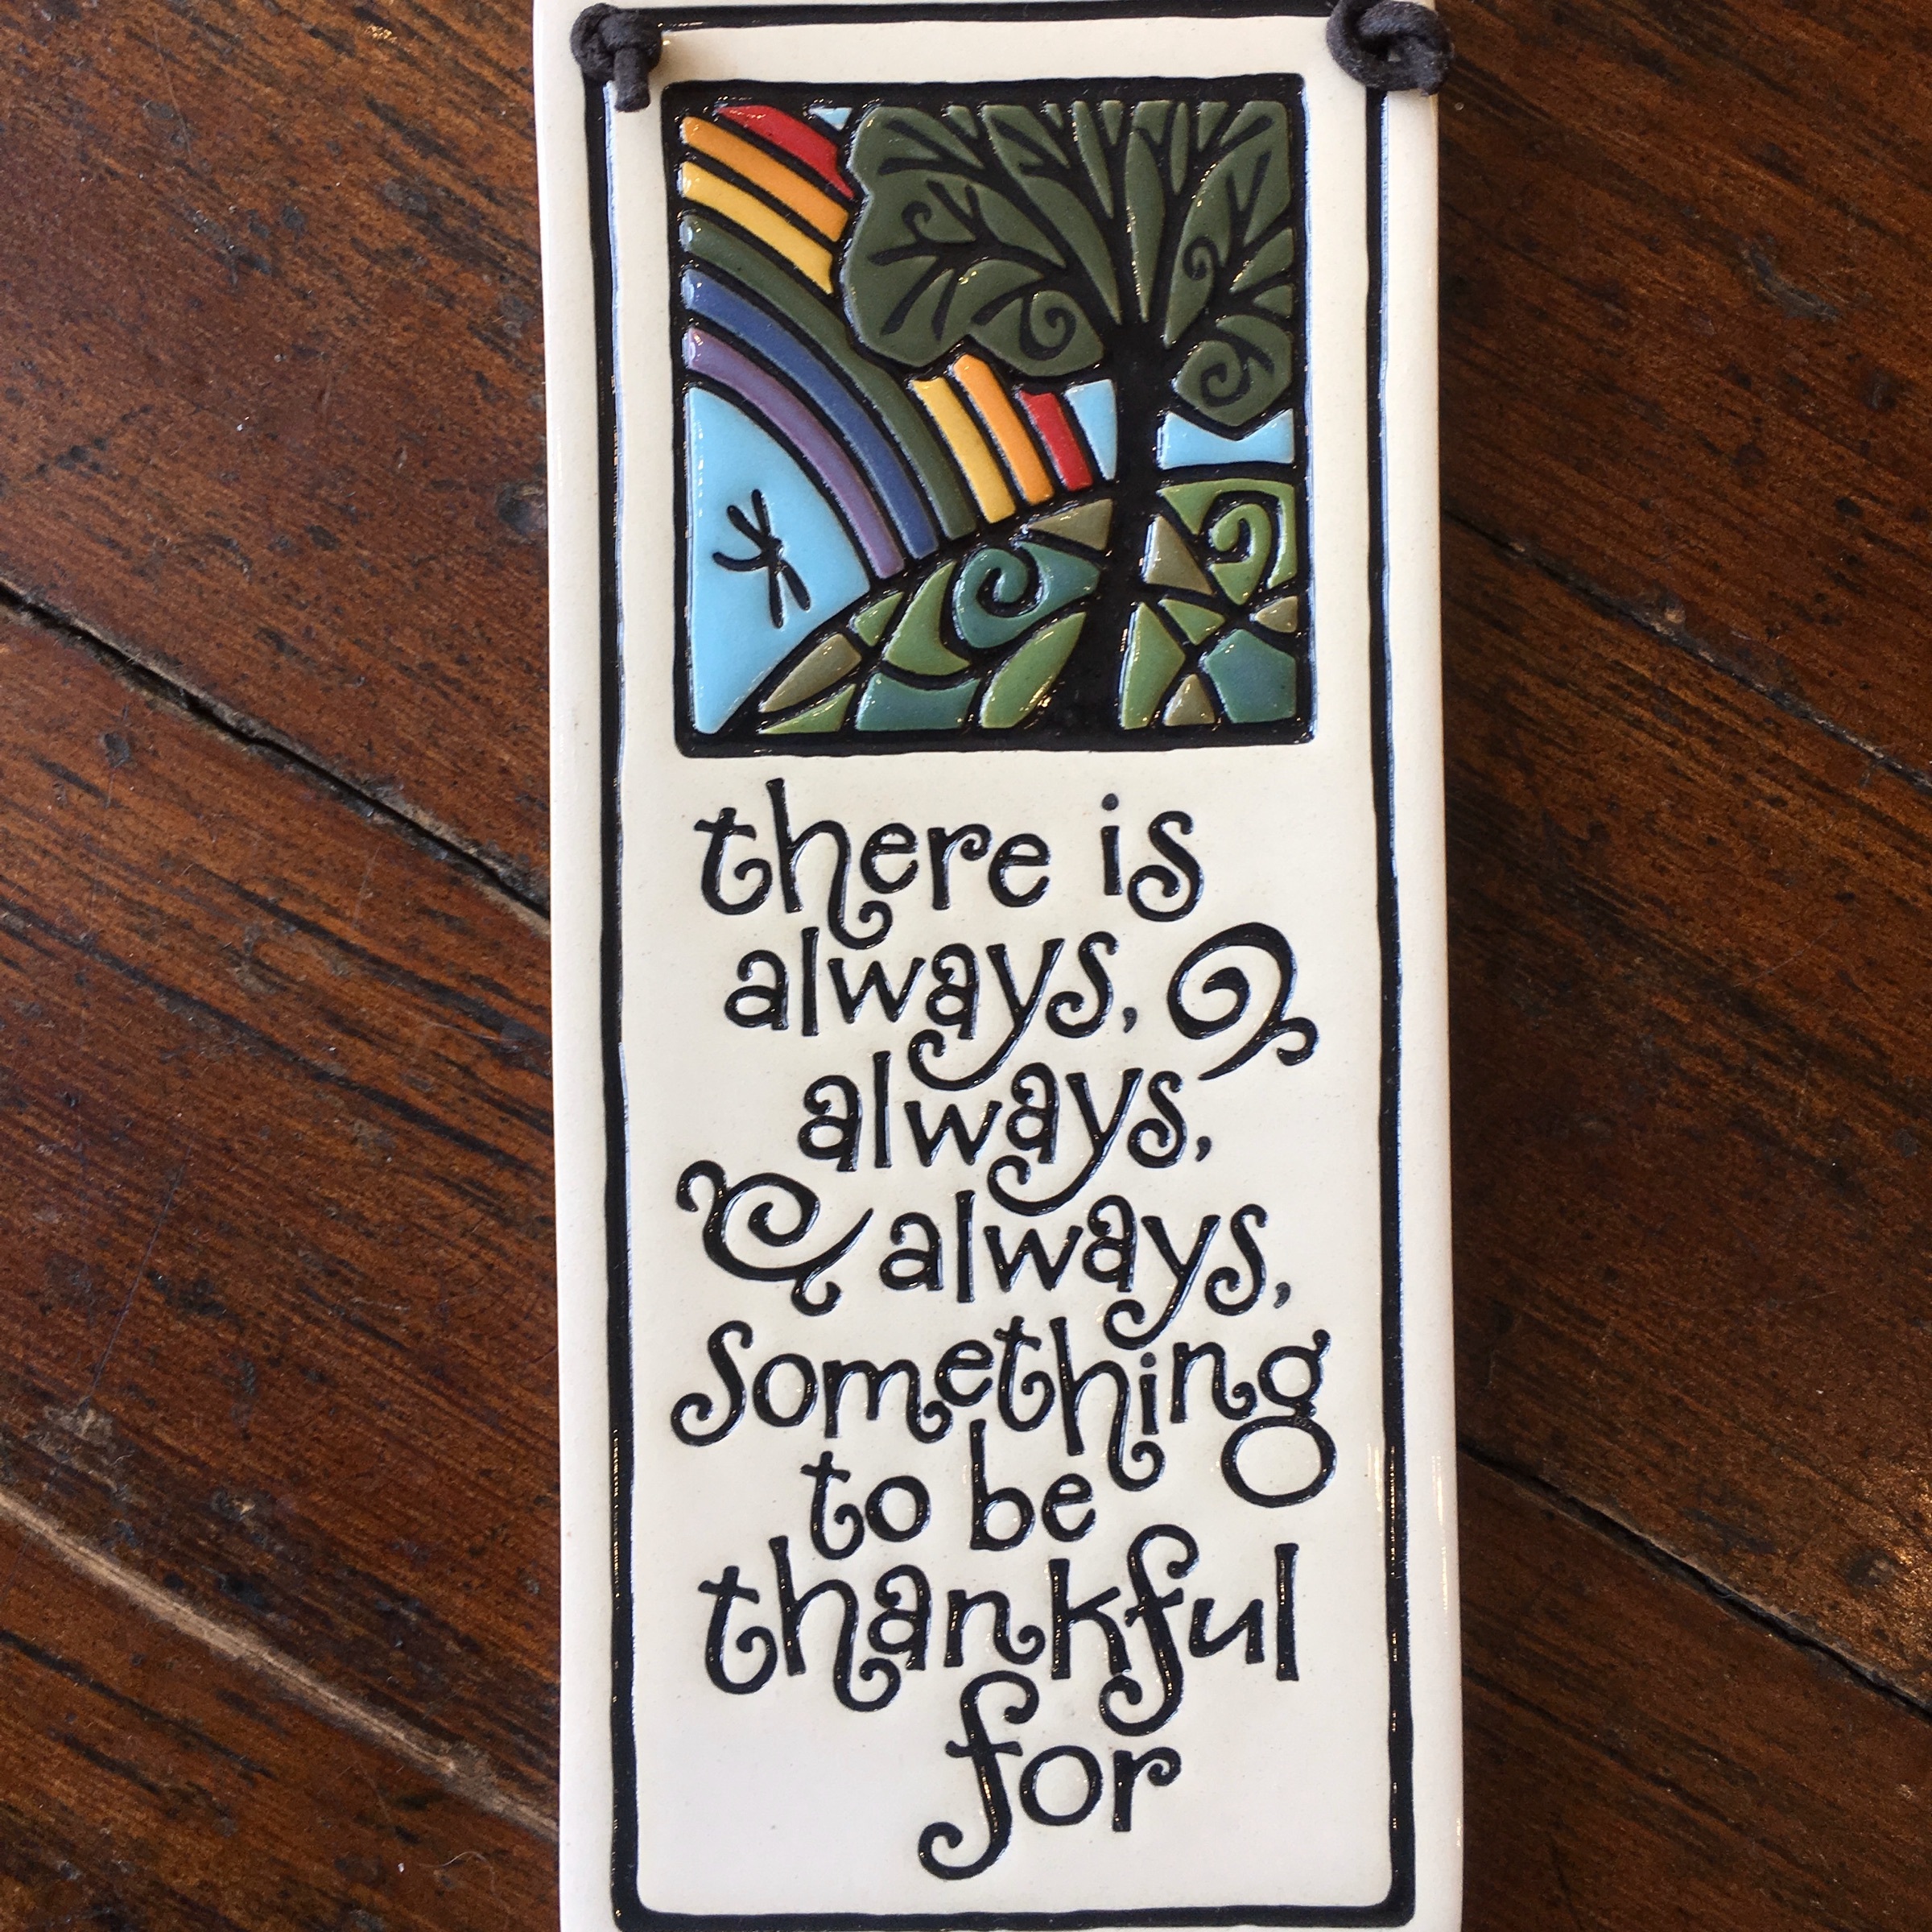 there is
always,
always,
always,
something
to be
thankful
for